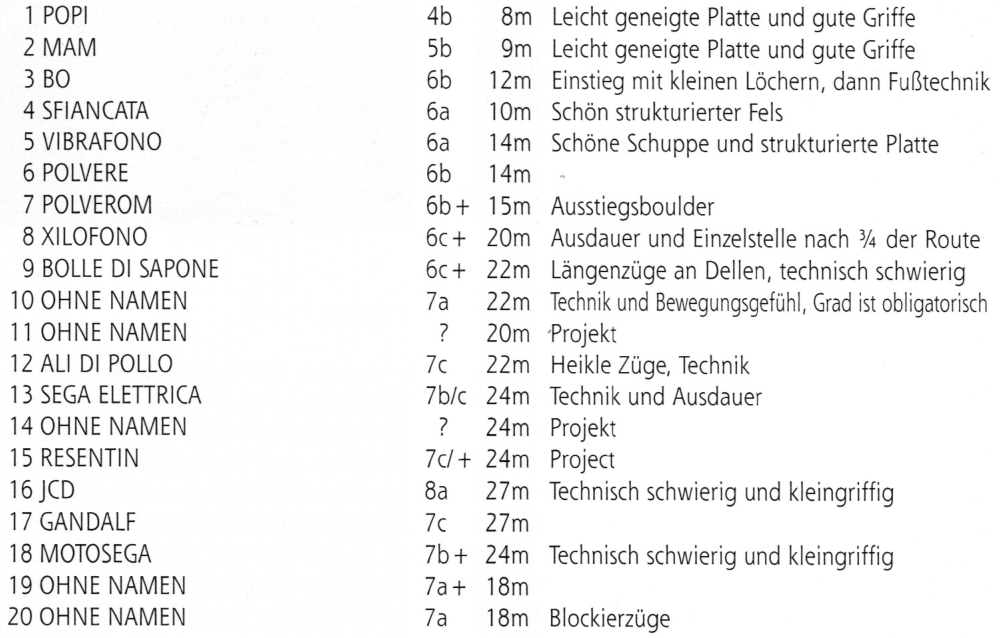 1 POPI 4b 8m Leicht geneigte Platte und gute Griffe
2 MAM 5b 9m Leicht geneigte Platte und gute Griffe
3 BO 6b 12m Einstieg mit kleinen Löchern, dann Fußtechnik
4 SFIANCATA 6a 10m Schön strukturierter Fels
5 VIBRAFONO 6a 14m Schöne Schuppe und strukturierte Platte
6 POLVERE 6b 14m
7 POLVEROM 6b+ 15m Ausstiegsboulder
8 XILOFONO 6c+ 20m Ausdauer und Einzelstelle nach ¾ der Route
9 BOLLE DI SAPONE 6c+ 22m Längenzüge an Dellen, technisch schwierig
10 OHNE NAMEN 7a 22m Technik und Bewegungsgefühl, Grad ist obligatorisch
11 OHNE NAMEN ? 20m Projekt
12 ALI DI POLLO 7c 22m Heikle Züge, Technik
13 SEGA ELETTRICA 7b/c 24m Technik und Ausdauer
14 OHNE NAMEN ? 24m Projekt
15 RESENTIN 7c/+ 24m Project
16 JCD 8a 27m Technisch schwierig und kleingriffig
17 GANDALF 7c 27m
18 MOTOSEGA 7b+ 24m Technisch schwierig und kleingriffig
19 OHNE NAMEN 7a+ 18m
20 OHNE NAMEN 7a 18m Blockierzüge